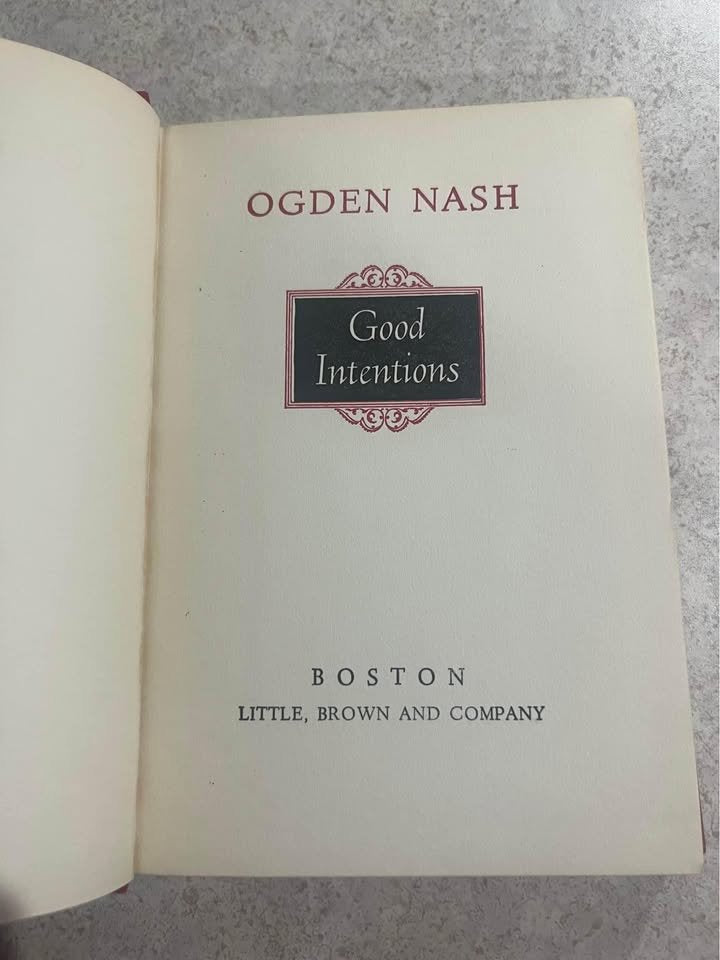 OGDEN NASH
Good
Intentions
BOSTON
LITTLE, BROWN AND COMPANY